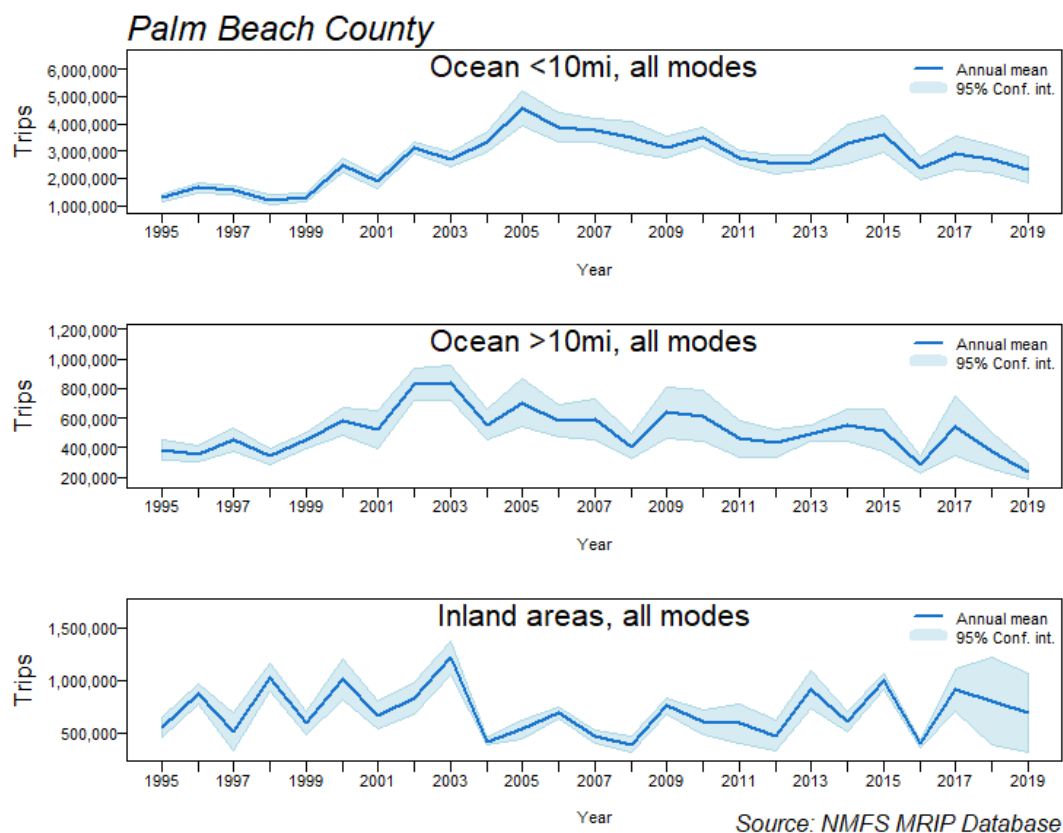 Palm Beach County
Ocean <10mi, all modes
Annual mean
95% Conf. int.
Trips
6,000,000
5,000,000
4,000,000
3,000,000
2,000,000
1,000,000
1995 1997 1999 2001 2003 2005 2007 2009 2011 2013 2015 2017 2019
Year
Ocean >10mi, all modes
Annual mean
95% Conf. int.
Trips
1,200,000
1,000,000
800,000
600,000
400,000
200,000
1995 1997 1999 2001 2003 2005 2007 2009 2011 2013 2015 2017 2019
Year
Inland areas, all modes
Annual mean
95% Conf. int.
Trips
1,500,000
1,000,000
500,000
1995 1997 1999 2001 2003 2005 2007 2009 2011 2013 2015 2017 2019
Year
Source: NMFS MRIP Database